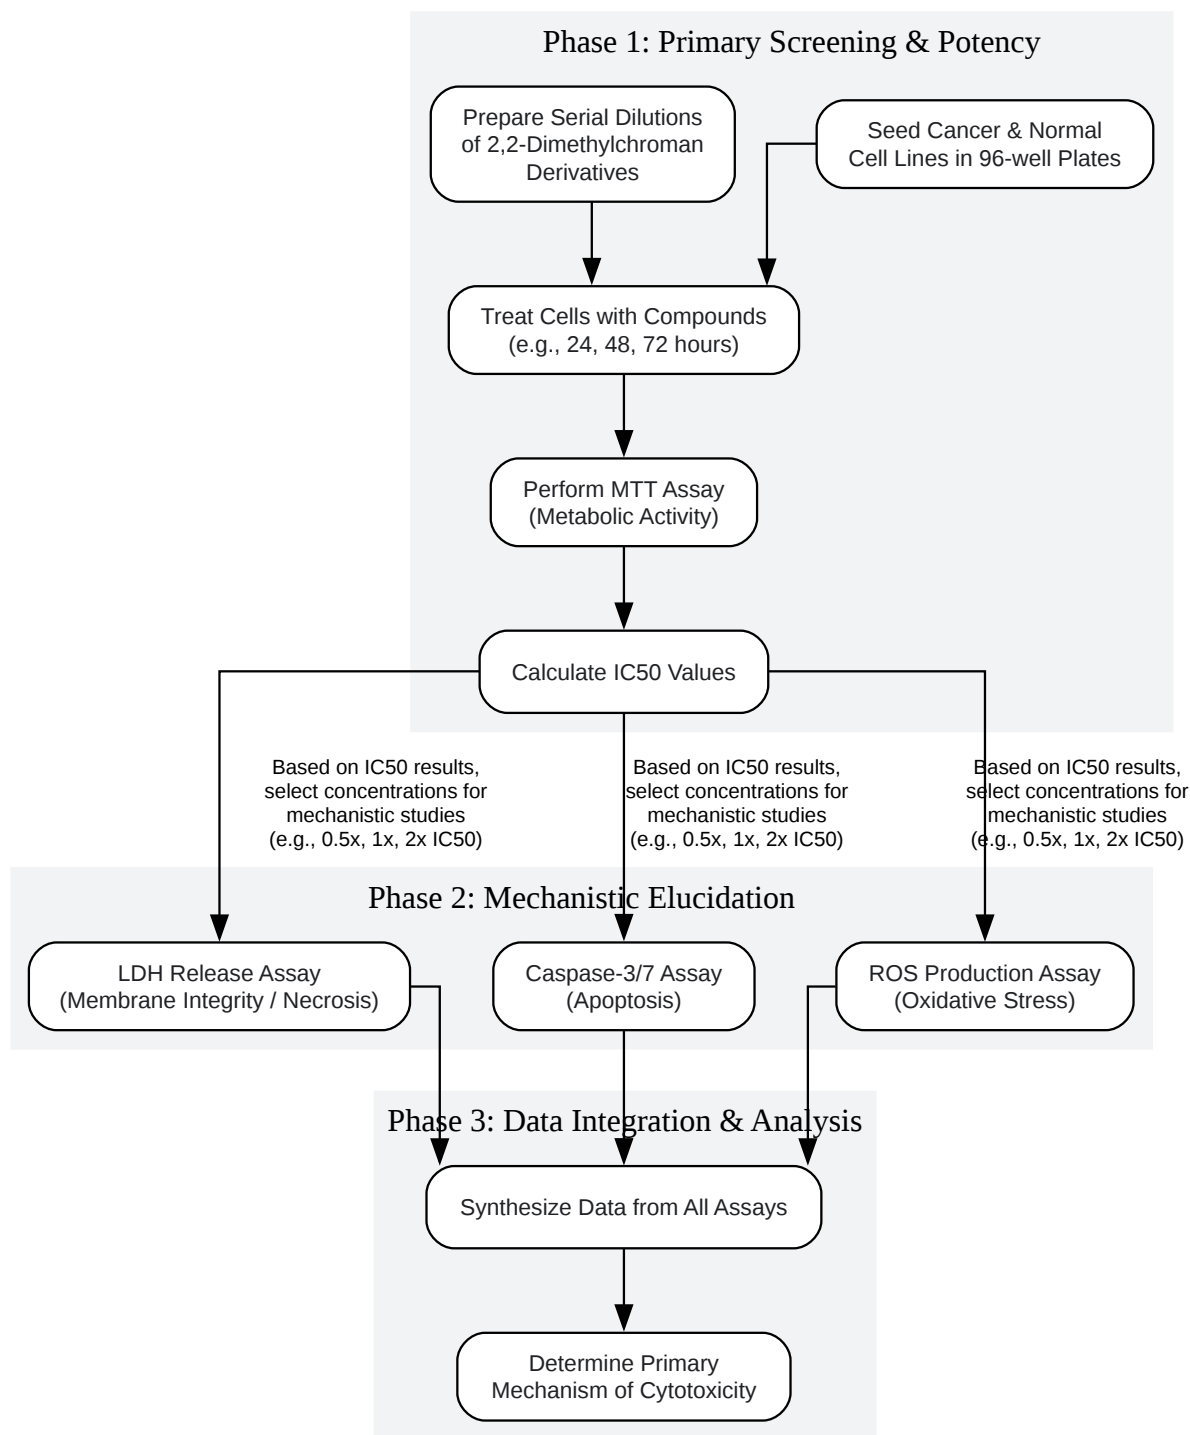 Phase 1: Primary Screening & Potency
Prepare Serial Dilutions
of 2,2-Dimethylchroman
Derivatives
Seed Cancer & Normal
Cell Lines in 96-well Plates
Treat Cells with Compounds
(e.g., 24, 48, 72 hours)
Perform MTT Assay
(Metabolic Activity)
Calculate IC50 Values
Based on IC50 results,
select concentrations for
mechanistic studies
(e.g., 0.5x, 1x, 2x IC50)
Based on IC50 results,
select concentrations for
mechanistic studies
(e.g., 0.5x, 1x, 2x IC50)
Based on IC50 results,
select concentrations for
mechanistic studies
(e.g., 0.5x, 1x, 2x IC50)
Phase 2: Mechanistic Elucidation
LDH Release Assay
(Membrane Integrity / Necrosis)
Caspase-3/7 Assay
(Apoptosis)
ROS Production Assay
(Oxidative Stress)
Phase 3: Data Integration & Analysis
Synthesize Data from All Assays
Determine Primary
Mechanism of Cytotoxicity